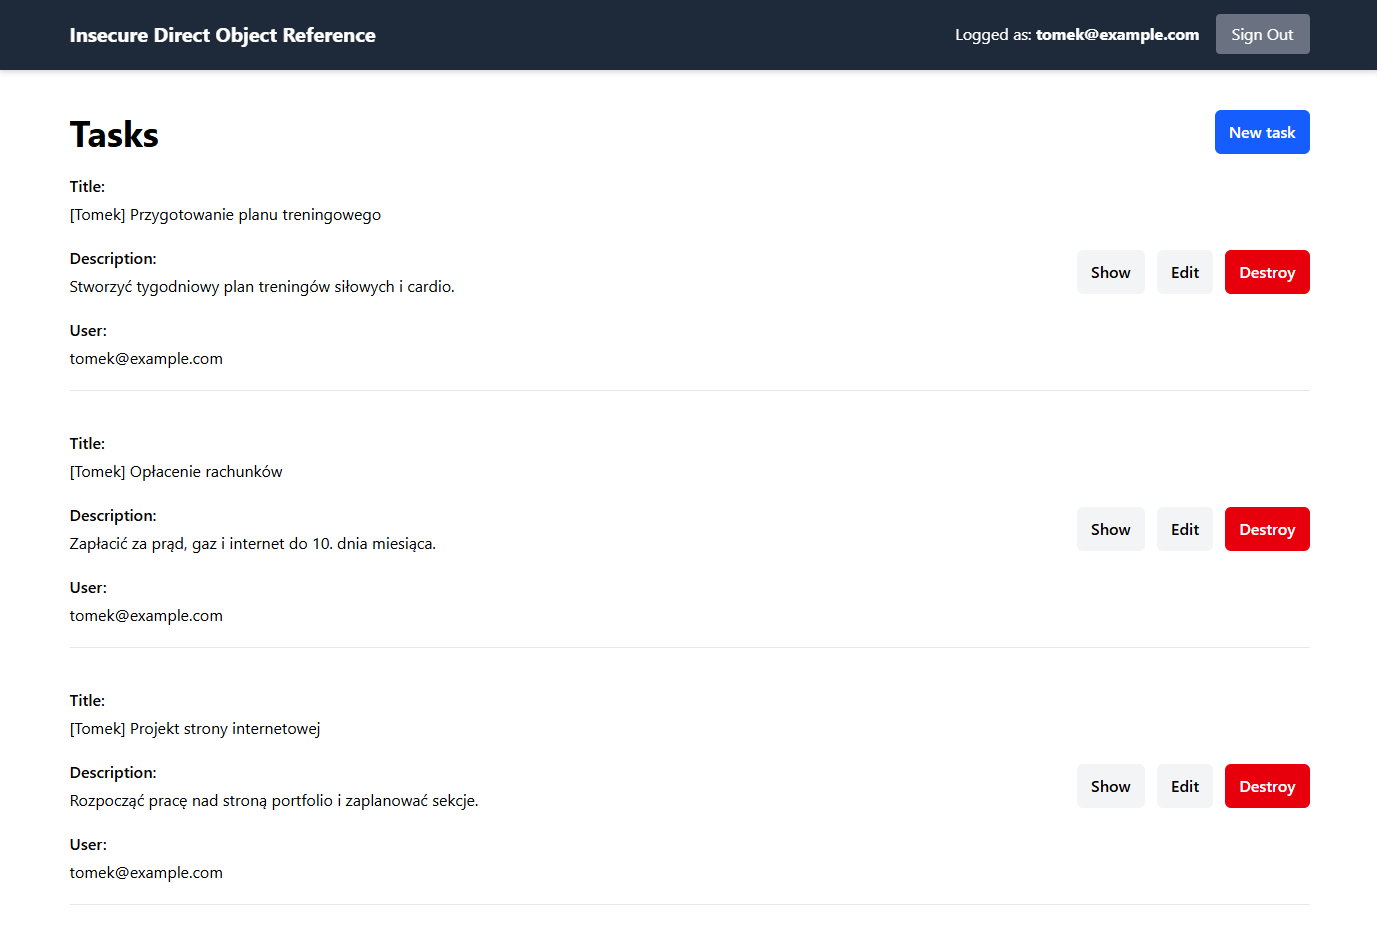 Insecure Direct Object Reference
Logged as: tomek@example.com
Sign Out
Tasks
New task
Title:
[Tomek] Przygotowanie planu treningowego
Description:
Stworzyć tygodniowy plan treningów siłowych i cardio.
Show
Edit
Destroy
User:
tomek@example.com
Title:
[Tomek] Opłacenie rachunków
Description:
Zapłacić za prąd, gaz i internet do 10. dnia miesiąca.
Show
Edit
Destroy
User:
tomek@example.com
Title:
[Tomek] Projekt strony internetowej
Description:
Rozpocząć pracę nad stroną portfolio i zaplanować sekcje.
Show
Edit
Destroy
User:
tomek@example.com